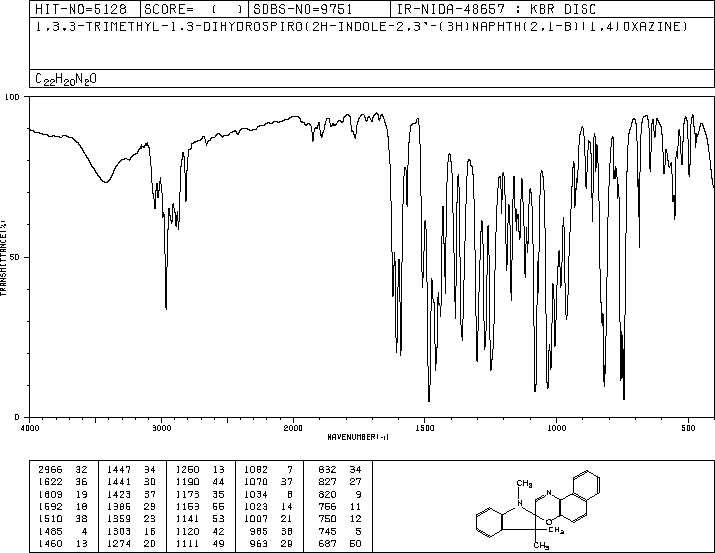 HIT-NO=5128 SCORE= ( ) SDBS-NO=9751 IR-NIDA-48657 : KBR DISC
1,3,3-TRIMETHYL-1,3-DIHYDROSPIRO(2H-INDOLE-2,3'-(3H)NAPHTH(2,1-B)(1,4)OXAZINE)
C22H20N2O
100
50
0
TRANSMITTANCE(%)
4000 3000 2000 1500 1000 500
WAVENUMBER(-1)
2966 32 1447 34 1260 13 1082 7 832 34
1622 36 1441 30 1190 44 1070 37 827 27
1609 19 1423 37 1173 35 1034 8 820 9
1592 18 1386 29 1159 55 1023 14 756 11
1510 38 1359 23 1141 53 1007 21 750 12
1485 4 1303 16 1120 42 985 38 745 5
1460 13 1274 20 1111 49 963 29 687 50
CH3
N
N
O
CH3
CH3